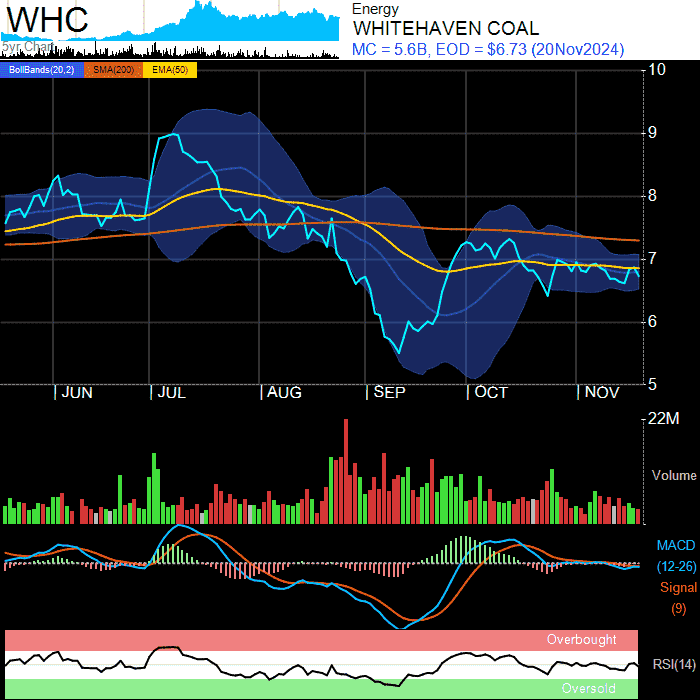 WHC
5yr Chart
Energy
WHITEHAVEN COAL
MC = 5.6B, EOD = $6.73 (20Nov2024)
BollBands(20,2) SMA(200) EMA(50)
10
9
8
7
6
5
JUN JUL AUG SEP OCT NOV
22M
Volume
MACD
(12-26)
Signal
(9)
Overbought
RSI(14)
Oversold